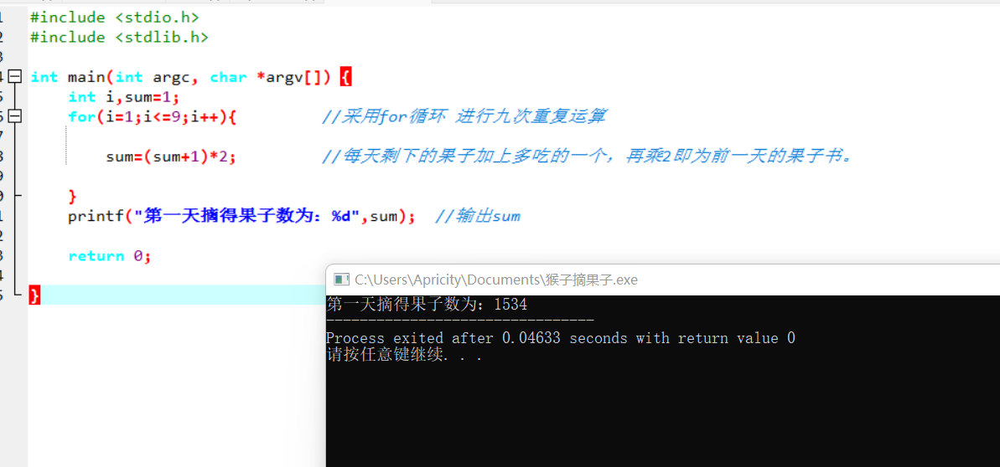 #include <stdio.h>
#include <stdlib.h>
int main(int argc, char *argv[]) {
int i,sum=1;
for(i=1;i<=9;i++){ //采用for循环 进行九次重复运算
sum=(sum+1)*2; //每天剩下的果子加上多吃的一个，再乘2即为前一天的果子书。
}
printf("第一天摘得果子数为：%d",sum); //输出sum
return 0;
}
C:\Users\Apricity\Documents\猴子摘果子.exe
第一天摘得果子数为：1534
--------------------------------
Process exited after 0.04633 seconds with return value 0
请按任意键继续. . .